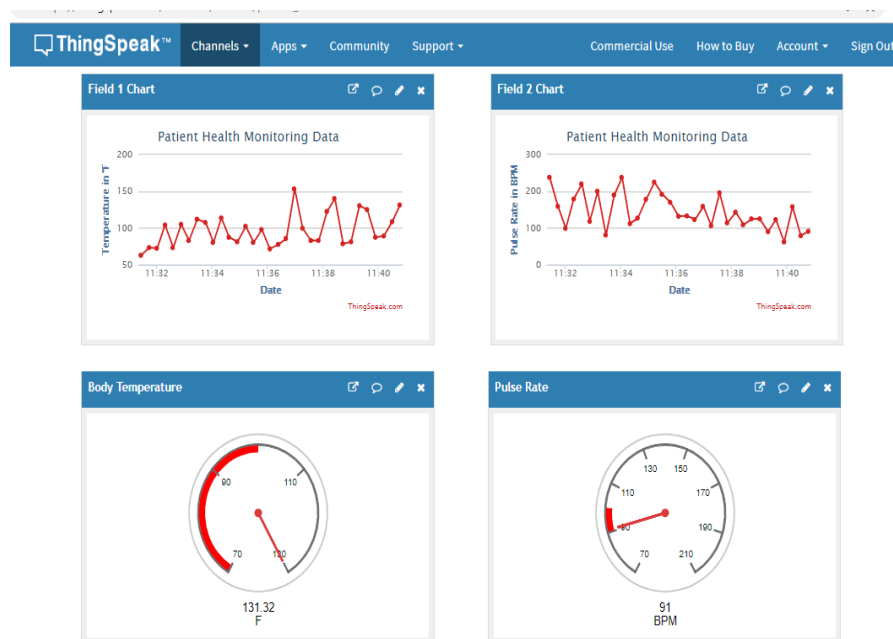 ThingSpeak™ Channels Apps Community Support Commercial Use How to Buy Account Sign Out
Field 1 Chart
Patient Health Monitoring Data
Temperature in °F
200
150
100
50
11:32 11:34 11:36 11:38 11:40
Date
ThingSpeak.com
Field 2 Chart
Patient Health Monitoring Data
Pulse Rate in BPM
300
200
100
0
11:32 11:34 11:36 11:38 11:40
Date
ThingSpeak.com
Body Temperature
90 110
70 130
131.32
F
Pulse Rate
130 150
110 170
90 190
70 210
91
BPM